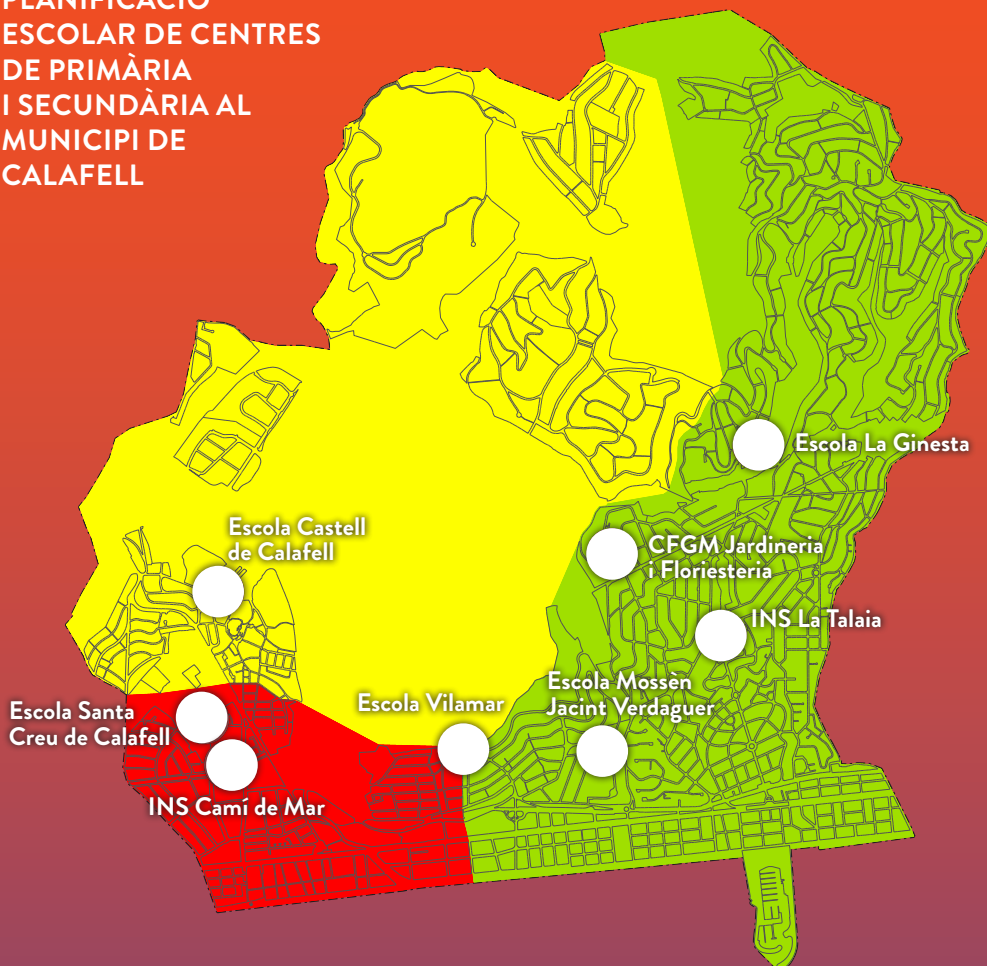 PLANIFICACIÓ
ESCOLAR DE CENTRES
DE PRIMÀRIA
I SECUNDÀRIA AL
MUNICIPI DE
CALAFELL
Escola La Ginesta
Escola Castell
de Calafell
CFGM Jardineria
i Floriesteria
INS La Talaia
Escola Mossèn
Jacint Verdaguer
Escola Vilamar
Escola Santa
Creu de Calafell
INS Camí de Mar